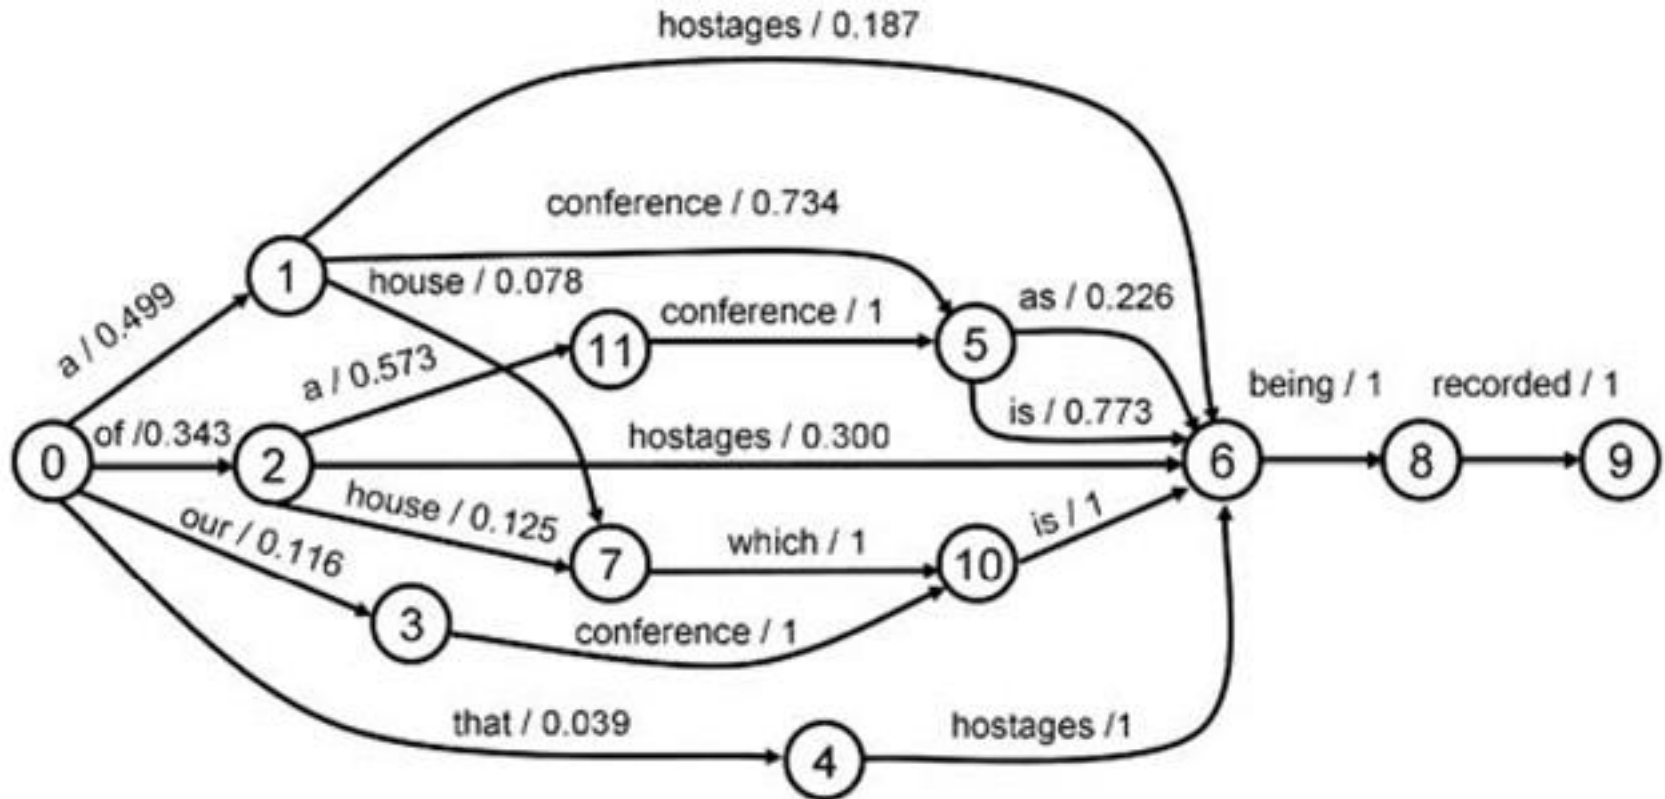 hostages / 0.187
conference / 0.734
1
house / 0.078
a / 0.499
as / 0.226
conference / 1
11
5
a / 0.573
being / 1
recorded / 1
is / 0.773
of /0.343
hostages / 0.300
0
2
6
8
9
house / 0.125
is / 1
our / 0.116
which / 1
7
10
3
conference / 1
that / 0.039
hostages /1
4